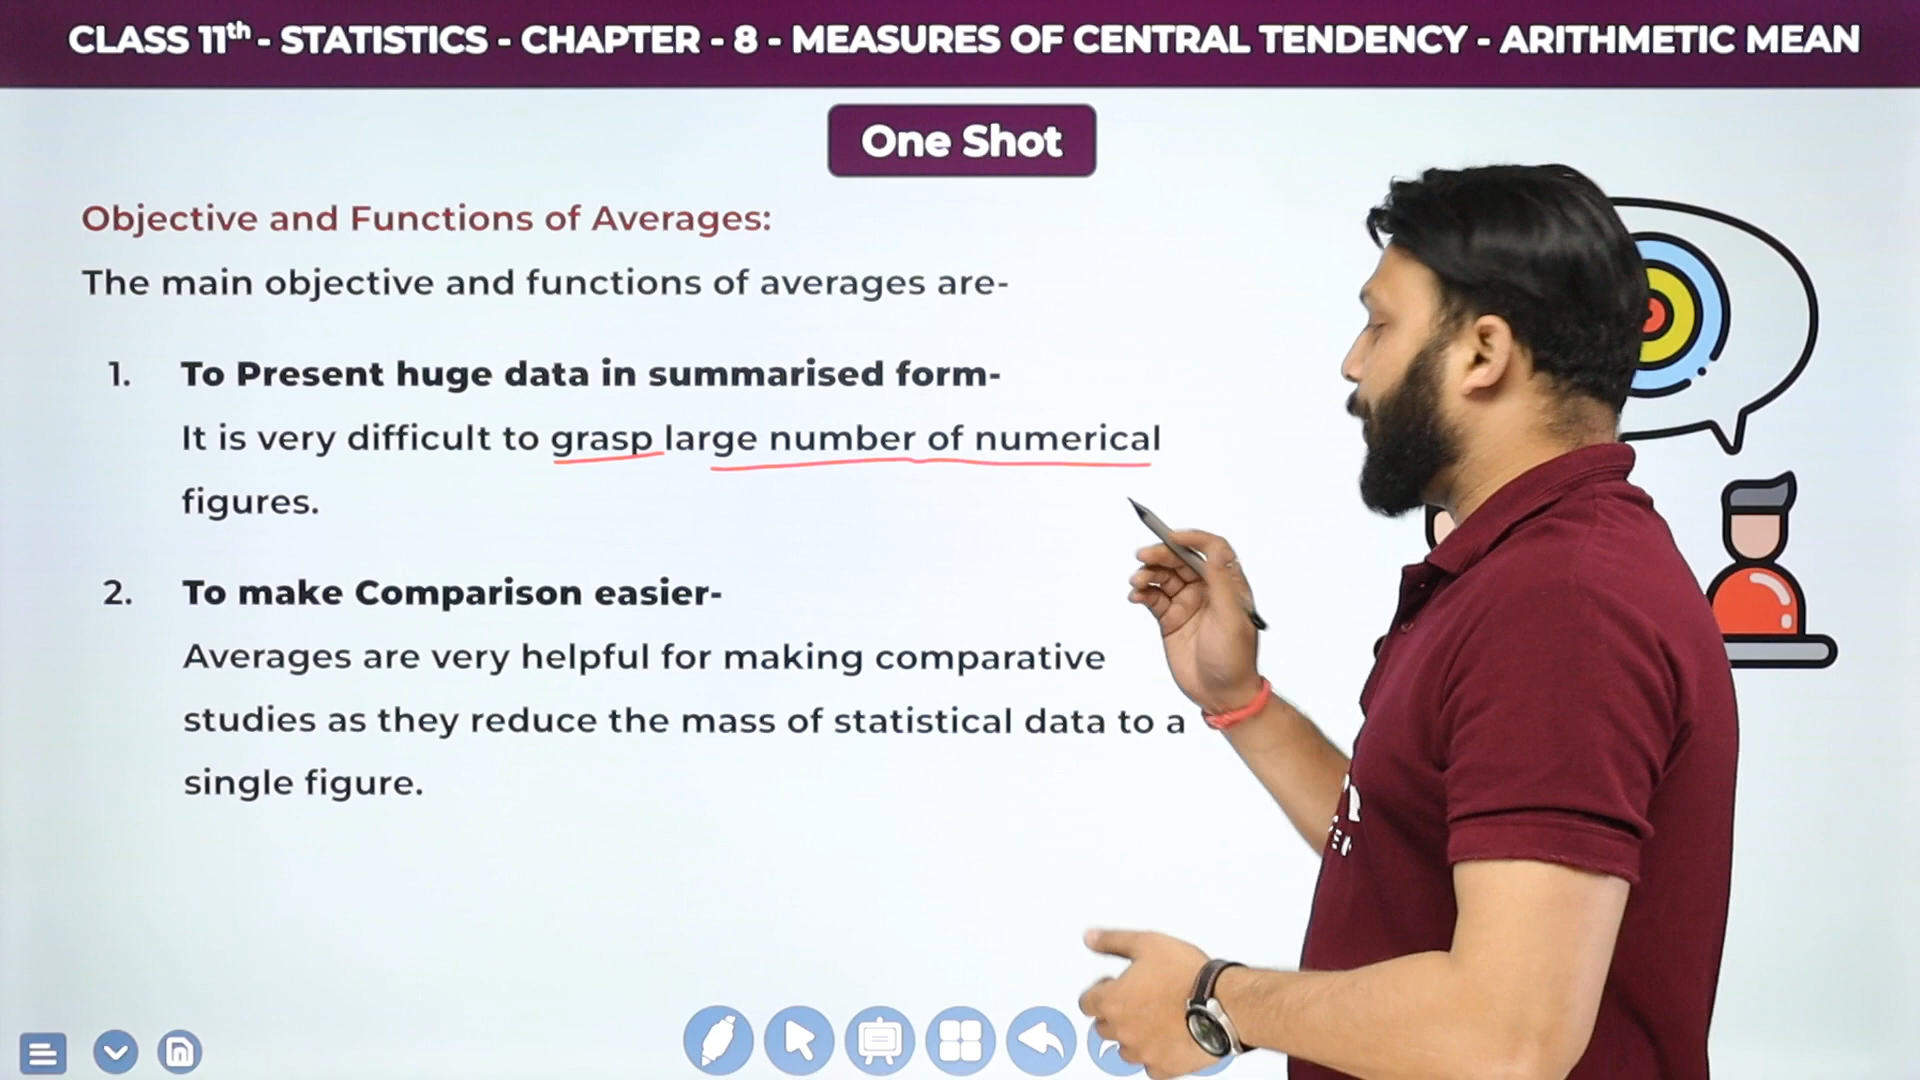 CLASS 11th - STATISTICS - CHAPTER - 8 - MEASURES OF CENTRAL TENDENCY - ARITHMETIC MEAN
One Shot
Objective and Functions of Averages:
The main objective and functions of averages are-
1. To Present huge data in summarised form-
It is very difficult to grasp large number of numerical
figures.
2. To make Comparison easier-
Averages are very helpful for making comparative
studies as they reduce the mass of statistical data to a
single figure.